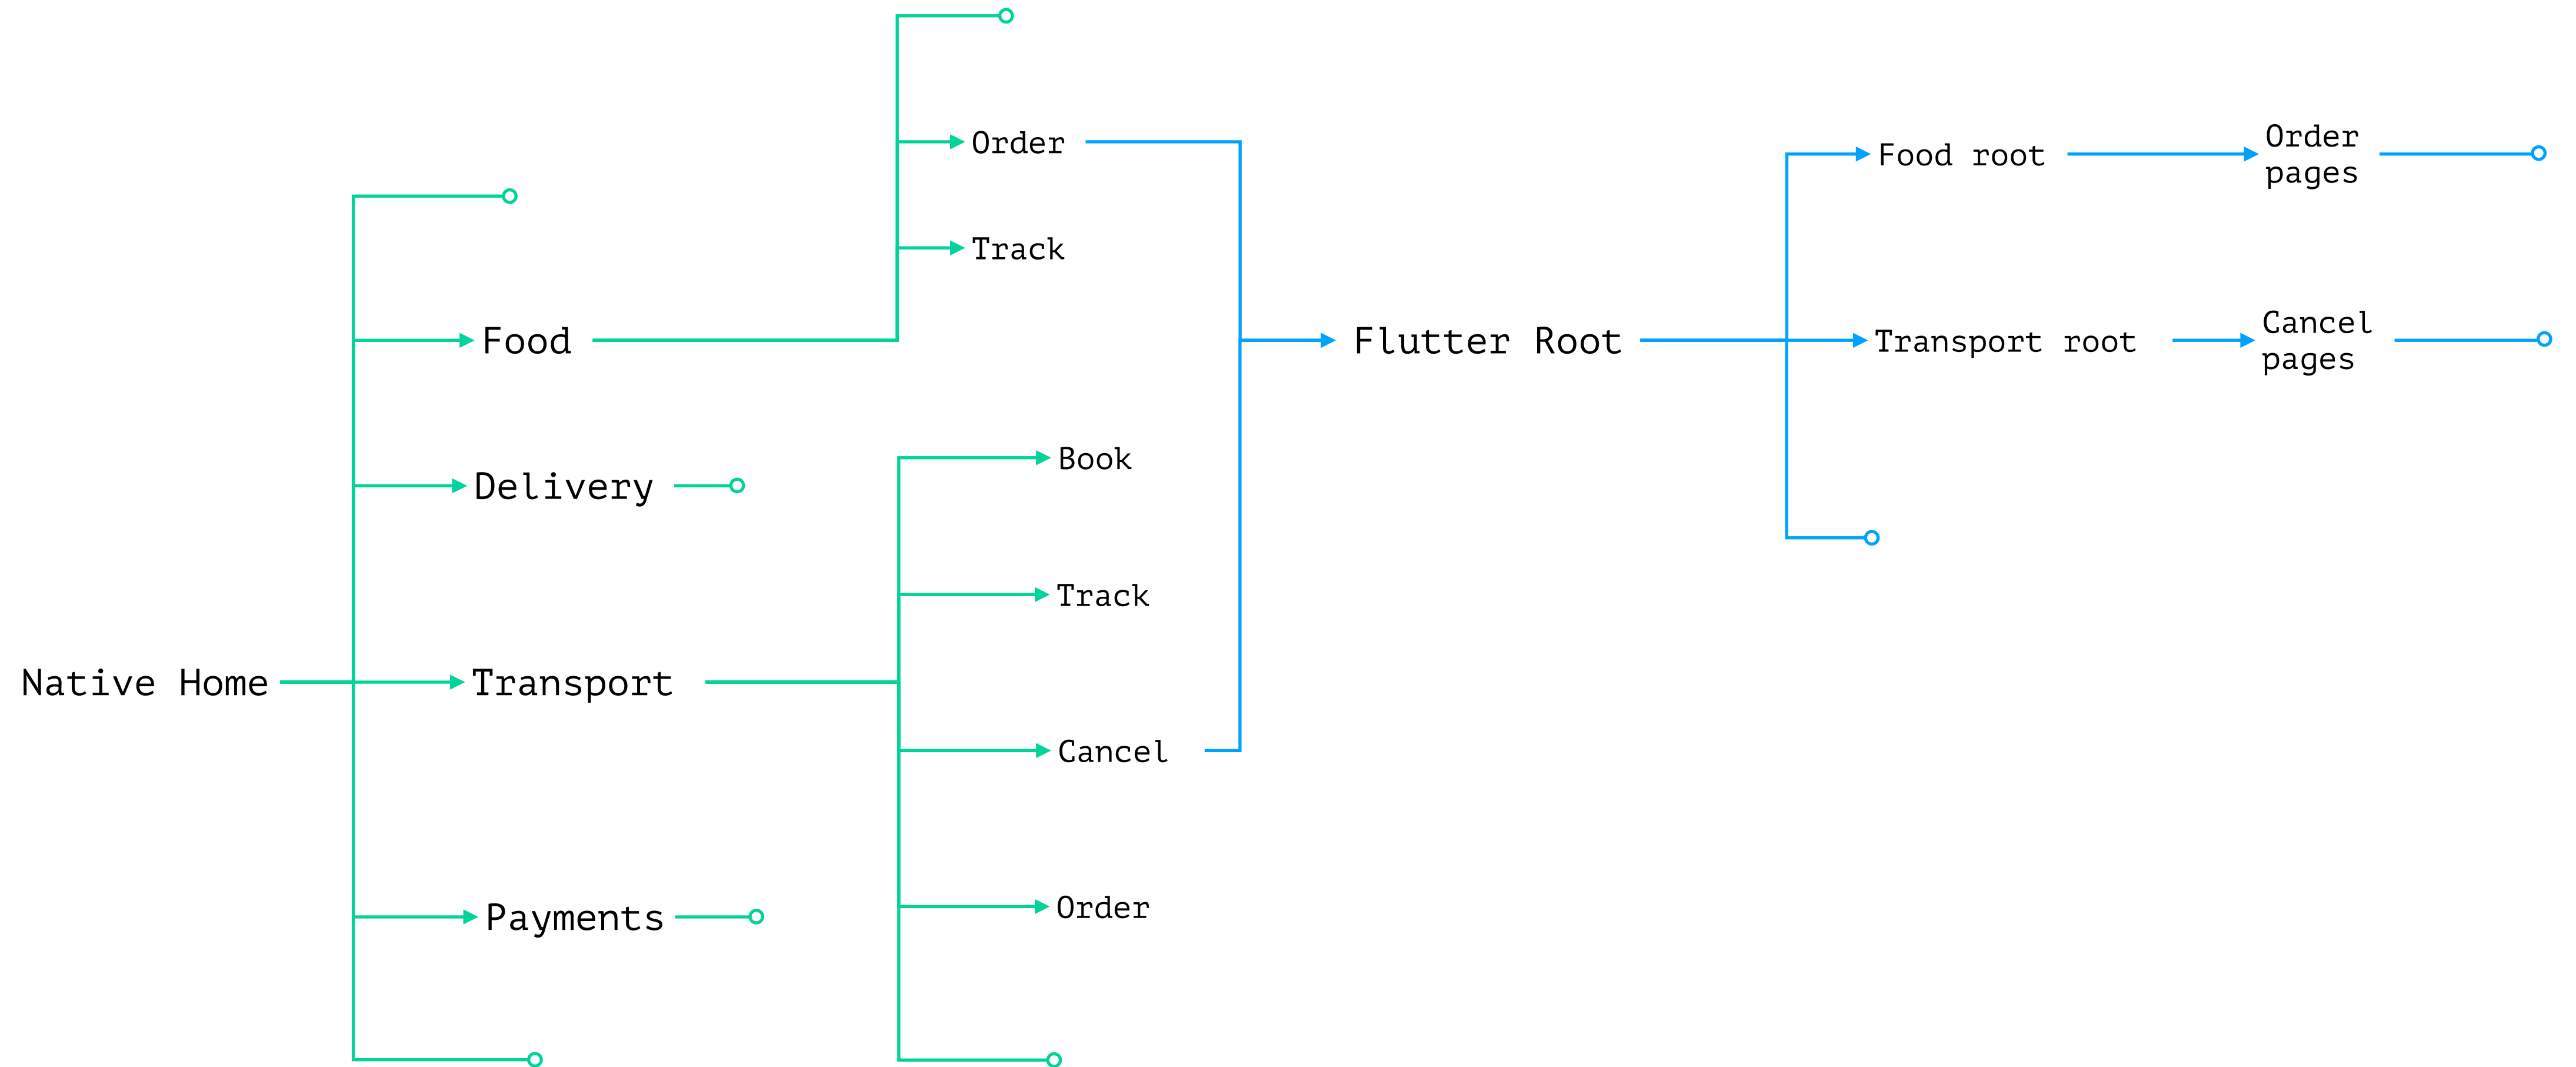 Native Home
Food
Delivery
Transport
Payments
Order
Track
Book
Track
Cancel
Order
Flutter Root
Food root
Transport root
Order
pages
Cancel
pages